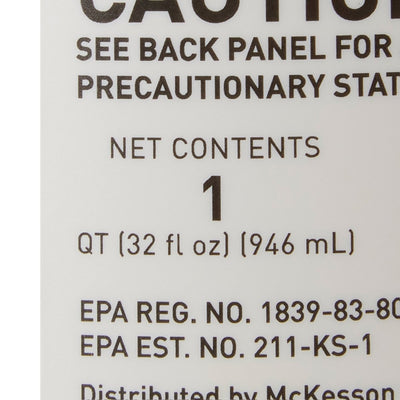 CAUTION
SEE BACK PANEL FOR
PRECAUTIONARY STAT
NET CONTENTS
1
QT (32 fl oz) (946 mL)
EPA REG. NO. 1839-83-80
EPA EST. NO. 211-KS-1
Distributed by McKesson